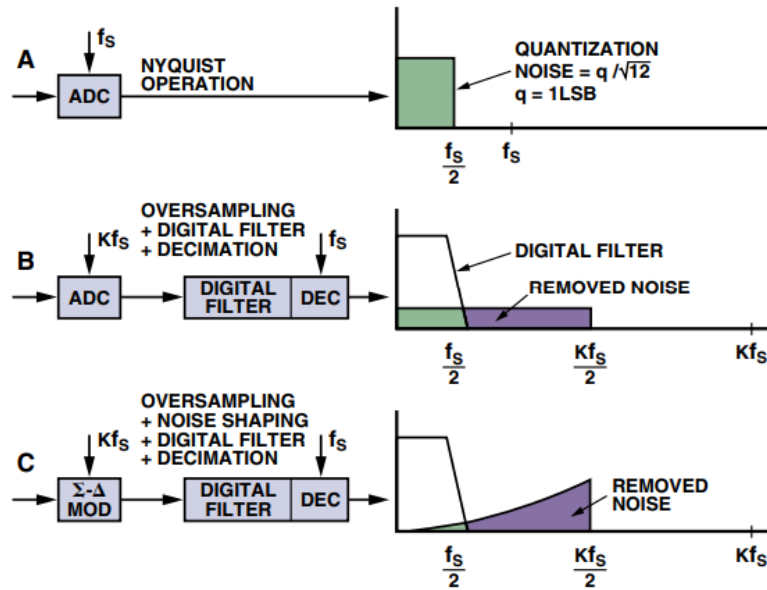 A
fS
ADC
NYQUIST
OPERATION
QUANTIZATION
NOISE = q /√12
q = 1LSB
fS
2
fS
B
KfS
ADC
OVERSAMPLING
+ DIGITAL FILTER
+ DECIMATION
fS
DIGITAL
FILTER
DEC
DIGITAL FILTER
REMOVED NOISE
fS
2
KfS
2
KfS
C
KfS
Σ-Δ
MOD
OVERSAMPLING
+ NOISE SHAPING
+ DIGITAL FILTER
+ DECIMATION
fS
DIGITAL
FILTER
DEC
REMOVED
NOISE
fS
2
KfS
2
KfS